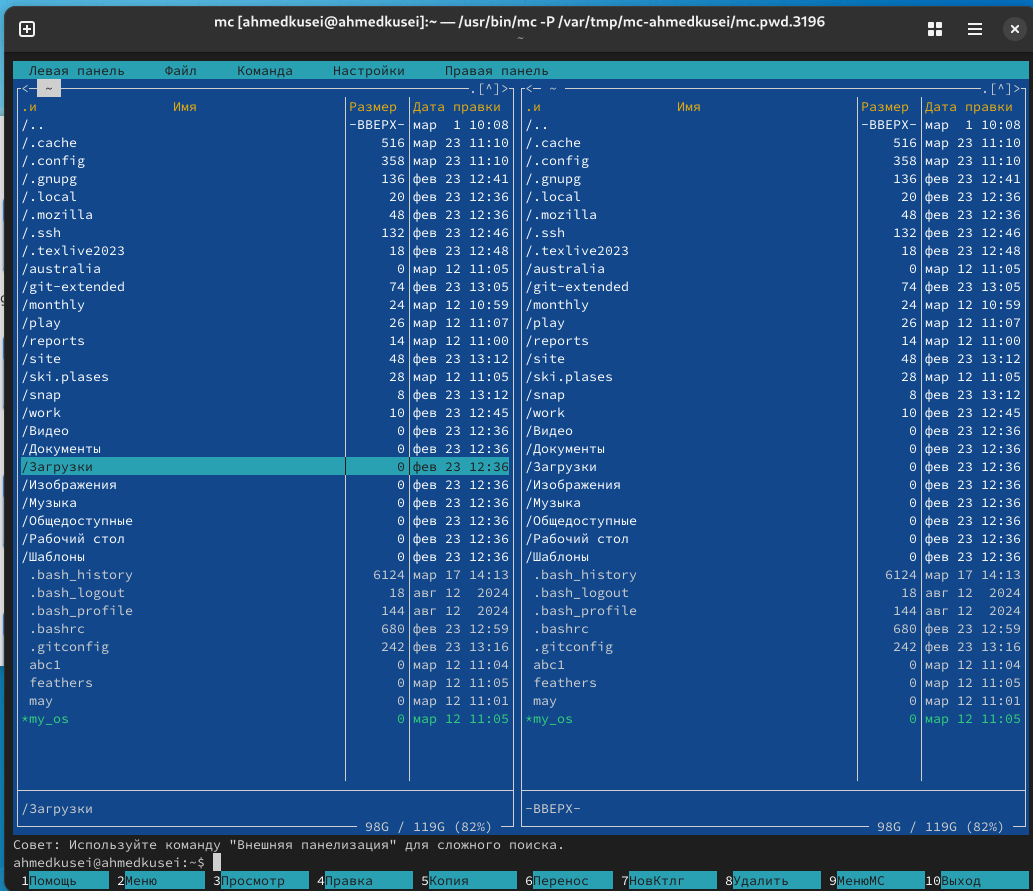 mc [ahmedkusei@ahmedkusei]:~ — /usr/bin/mc -P /var/tmp/mc-ahmedkusei/mc.pwd.3196
~
Левая панель Файл Команда Настройки Правая панель
<─ ~ ─.[^]>
.и Имя Размер Дата правки
/.. -ВВЕРХ- мар 1 10:08
/.cache 516 мар 23 11:10
/.config 358 мар 23 11:10
/.gnupg 136 фев 23 12:41
/.local 20 фев 23 12:36
/.mozilla 48 фев 23 12:36
/.ssh 132 фев 23 12:46
/.texlive2023 18 фев 23 12:48
/australia 0 мар 12 11:05
/git-extended 74 фев 23 13:05
/monthly 24 мар 12 10:59
/play 26 мар 12 11:07
/reports 14 мар 12 11:00
/site 48 фев 23 13:12
/ski.plases 28 мар 12 11:05
/snap 8 фев 23 13:12
/work 10 фев 23 12:45
/Видео 0 фев 23 12:36
/Документы 0 фев 23 12:36
/Загрузки 0 фев 23 12:36
/Изображения 0 фев 23 12:36
/Музыка 0 фев 23 12:36
/Общедоступные 0 фев 23 12:36
/Рабочий стол 0 фев 23 12:36
/Шаблоны 0 фев 23 12:36
.bash_history 6124 мар 17 14:13
.bash_logout 18 авг 12 2024
.bash_profile 144 авг 12 2024
.bashrc 680 фев 23 12:59
.gitconfig 242 фев 23 13:16
abc1 0 мар 12 11:04
feathers 0 мар 12 11:05
may 0 мар 12 11:01
*my_os 0 мар 12 11:05
/Загрузки
98G / 119G (82%)
<─ ~ ─.[^]>
.и Имя Размер Дата правки
/.. -ВВЕРХ- мар 1 10:08
/.cache 516 мар 23 11:10
/.config 358 мар 23 11:10
/.gnupg 136 фев 23 12:41
/.local 20 фев 23 12:36
/.mozilla 48 фев 23 12:36
/.ssh 132 фев 23 12:46
/.texlive2023 18 фев 23 12:48
/australia 0 мар 12 11:05
/git-extended 74 фев 23 13:05
/monthly 24 мар 12 10:59
/play 26 мар 12 11:07
/reports 14 мар 12 11:00
/site 48 фев 23 13:12
/ski.plases 28 мар 12 11:05
/snap 8 фев 23 13:12
/work 10 фев 23 12:45
/Видео 0 фев 23 12:36
/Документы 0 фев 23 12:36
/Загрузки 0 фев 23 12:36
/Изображения 0 фев 23 12:36
/Музыка 0 фев 23 12:36
/Общедоступные 0 фев 23 12:36
/Рабочий стол 0 фев 23 12:36
/Шаблоны 0 фев 23 12:36
.bash_history 6124 мар 17 14:13
.bash_logout 18 авг 12 2024
.bash_profile 144 авг 12 2024
.bashrc 680 фев 23 12:59
.gitconfig 242 фев 23 13:16
abc1 0 мар 12 11:04
feathers 0 мар 12 11:05
may 0 мар 12 11:01
*my_os 0 мар 12 11:05
-ВВЕРХ-
98G / 119G (82%)
Совет: Используйте команду "Внешняя панелизация" для сложного поиска.
ahmedkusei@ahmedkusei:~$
1Помощь 2Меню 3Просмотр 4Правка 5Копия 6Перенос 7НовКтлг 8Удалить 9МенюMC 10Выход